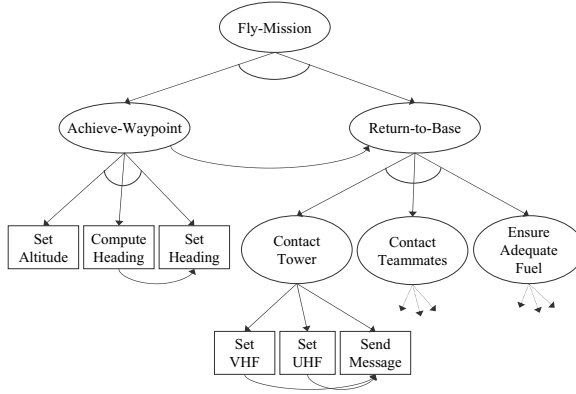 Fly-Mission
Achieve-Waypoint
Return-to-Base
Set
Altitude
Compute
Heading
Set
Heading
Contact
Tower
Contact
Teammates
Ensure
Adequate
Fuel
Set
VHF
Set
UHF
Send
Message